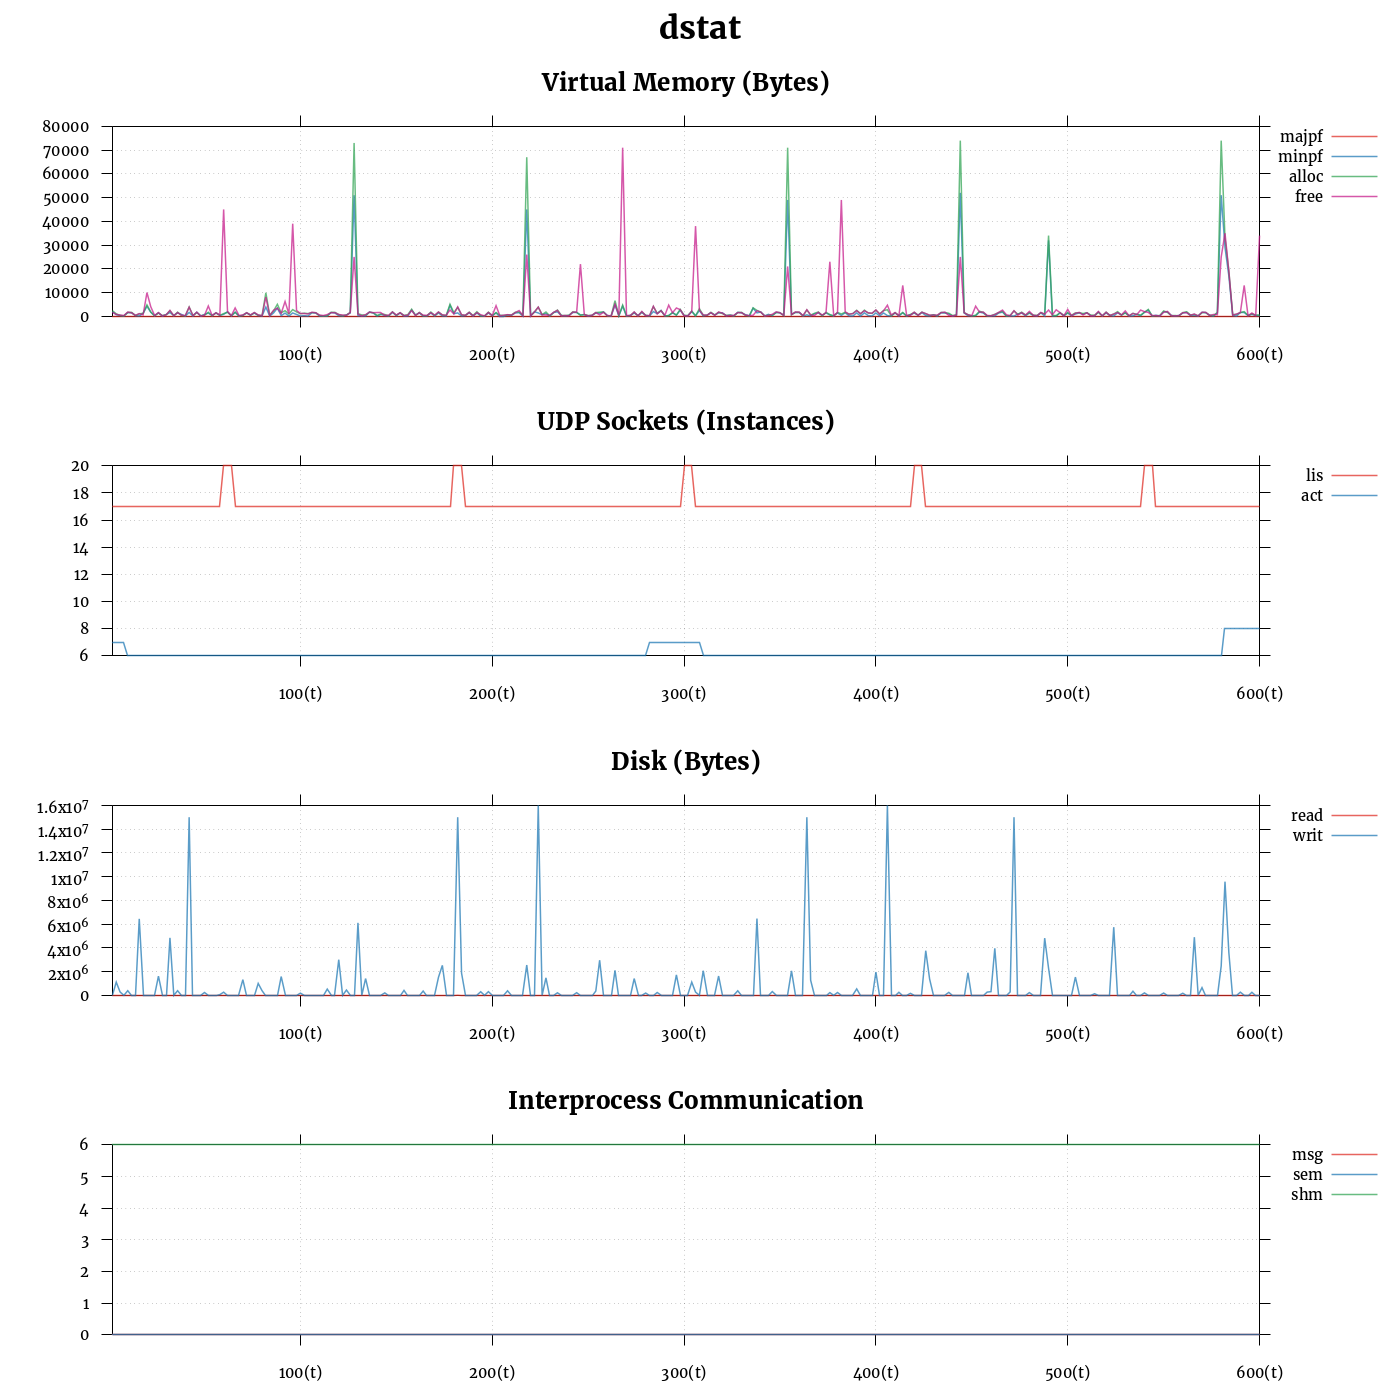 dstat
Virtual Memory (Bytes)
80000
70000
60000
50000
40000
30000
20000
10000
0
100(t) 200(t) 300(t) 400(t) 500(t) 600(t)
majpf
minpf
alloc
free
UDP Sockets (Instances)
20
18
16
14
12
10
8
6
100(t) 200(t) 300(t) 400(t) 500(t) 600(t)
lis
act
Disk (Bytes)
1.6x10⁷
1.4x10⁷
1.2x10⁷
1x10⁷
8x10⁶
6x10⁶
4x10⁶
2x10⁶
0
100(t) 200(t) 300(t) 400(t) 500(t) 600(t)
read
writ
Interprocess Communication
6
5
4
3
2
1
0
100(t) 200(t) 300(t) 400(t) 500(t) 600(t)
msg
sem
shm